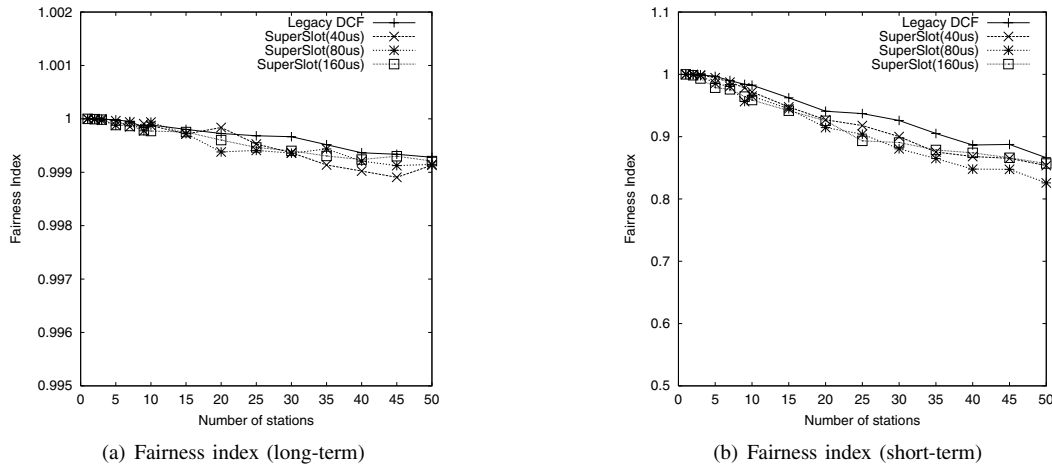 1.002
1.001
1
0.999
0.998
0.997
0.996
0.995
Fairness Index
0 5 10 15 20 25 30 35 40 45 50
Number of stations
Legacy DCF
SuperSlot(40us)
SuperSlot(80us)
SuperSlot(160us)
(a) Fairness index (long-term)
1.1
1
0.9
0.8
0.7
0.6
0.5
Fairness Index
0 5 10 15 20 25 30 35 40 45 50
Number of stations
Legacy DCF
SuperSlot(40us)
SuperSlot(80us)
SuperSlot(160us)
(b) Fairness index (short-term)